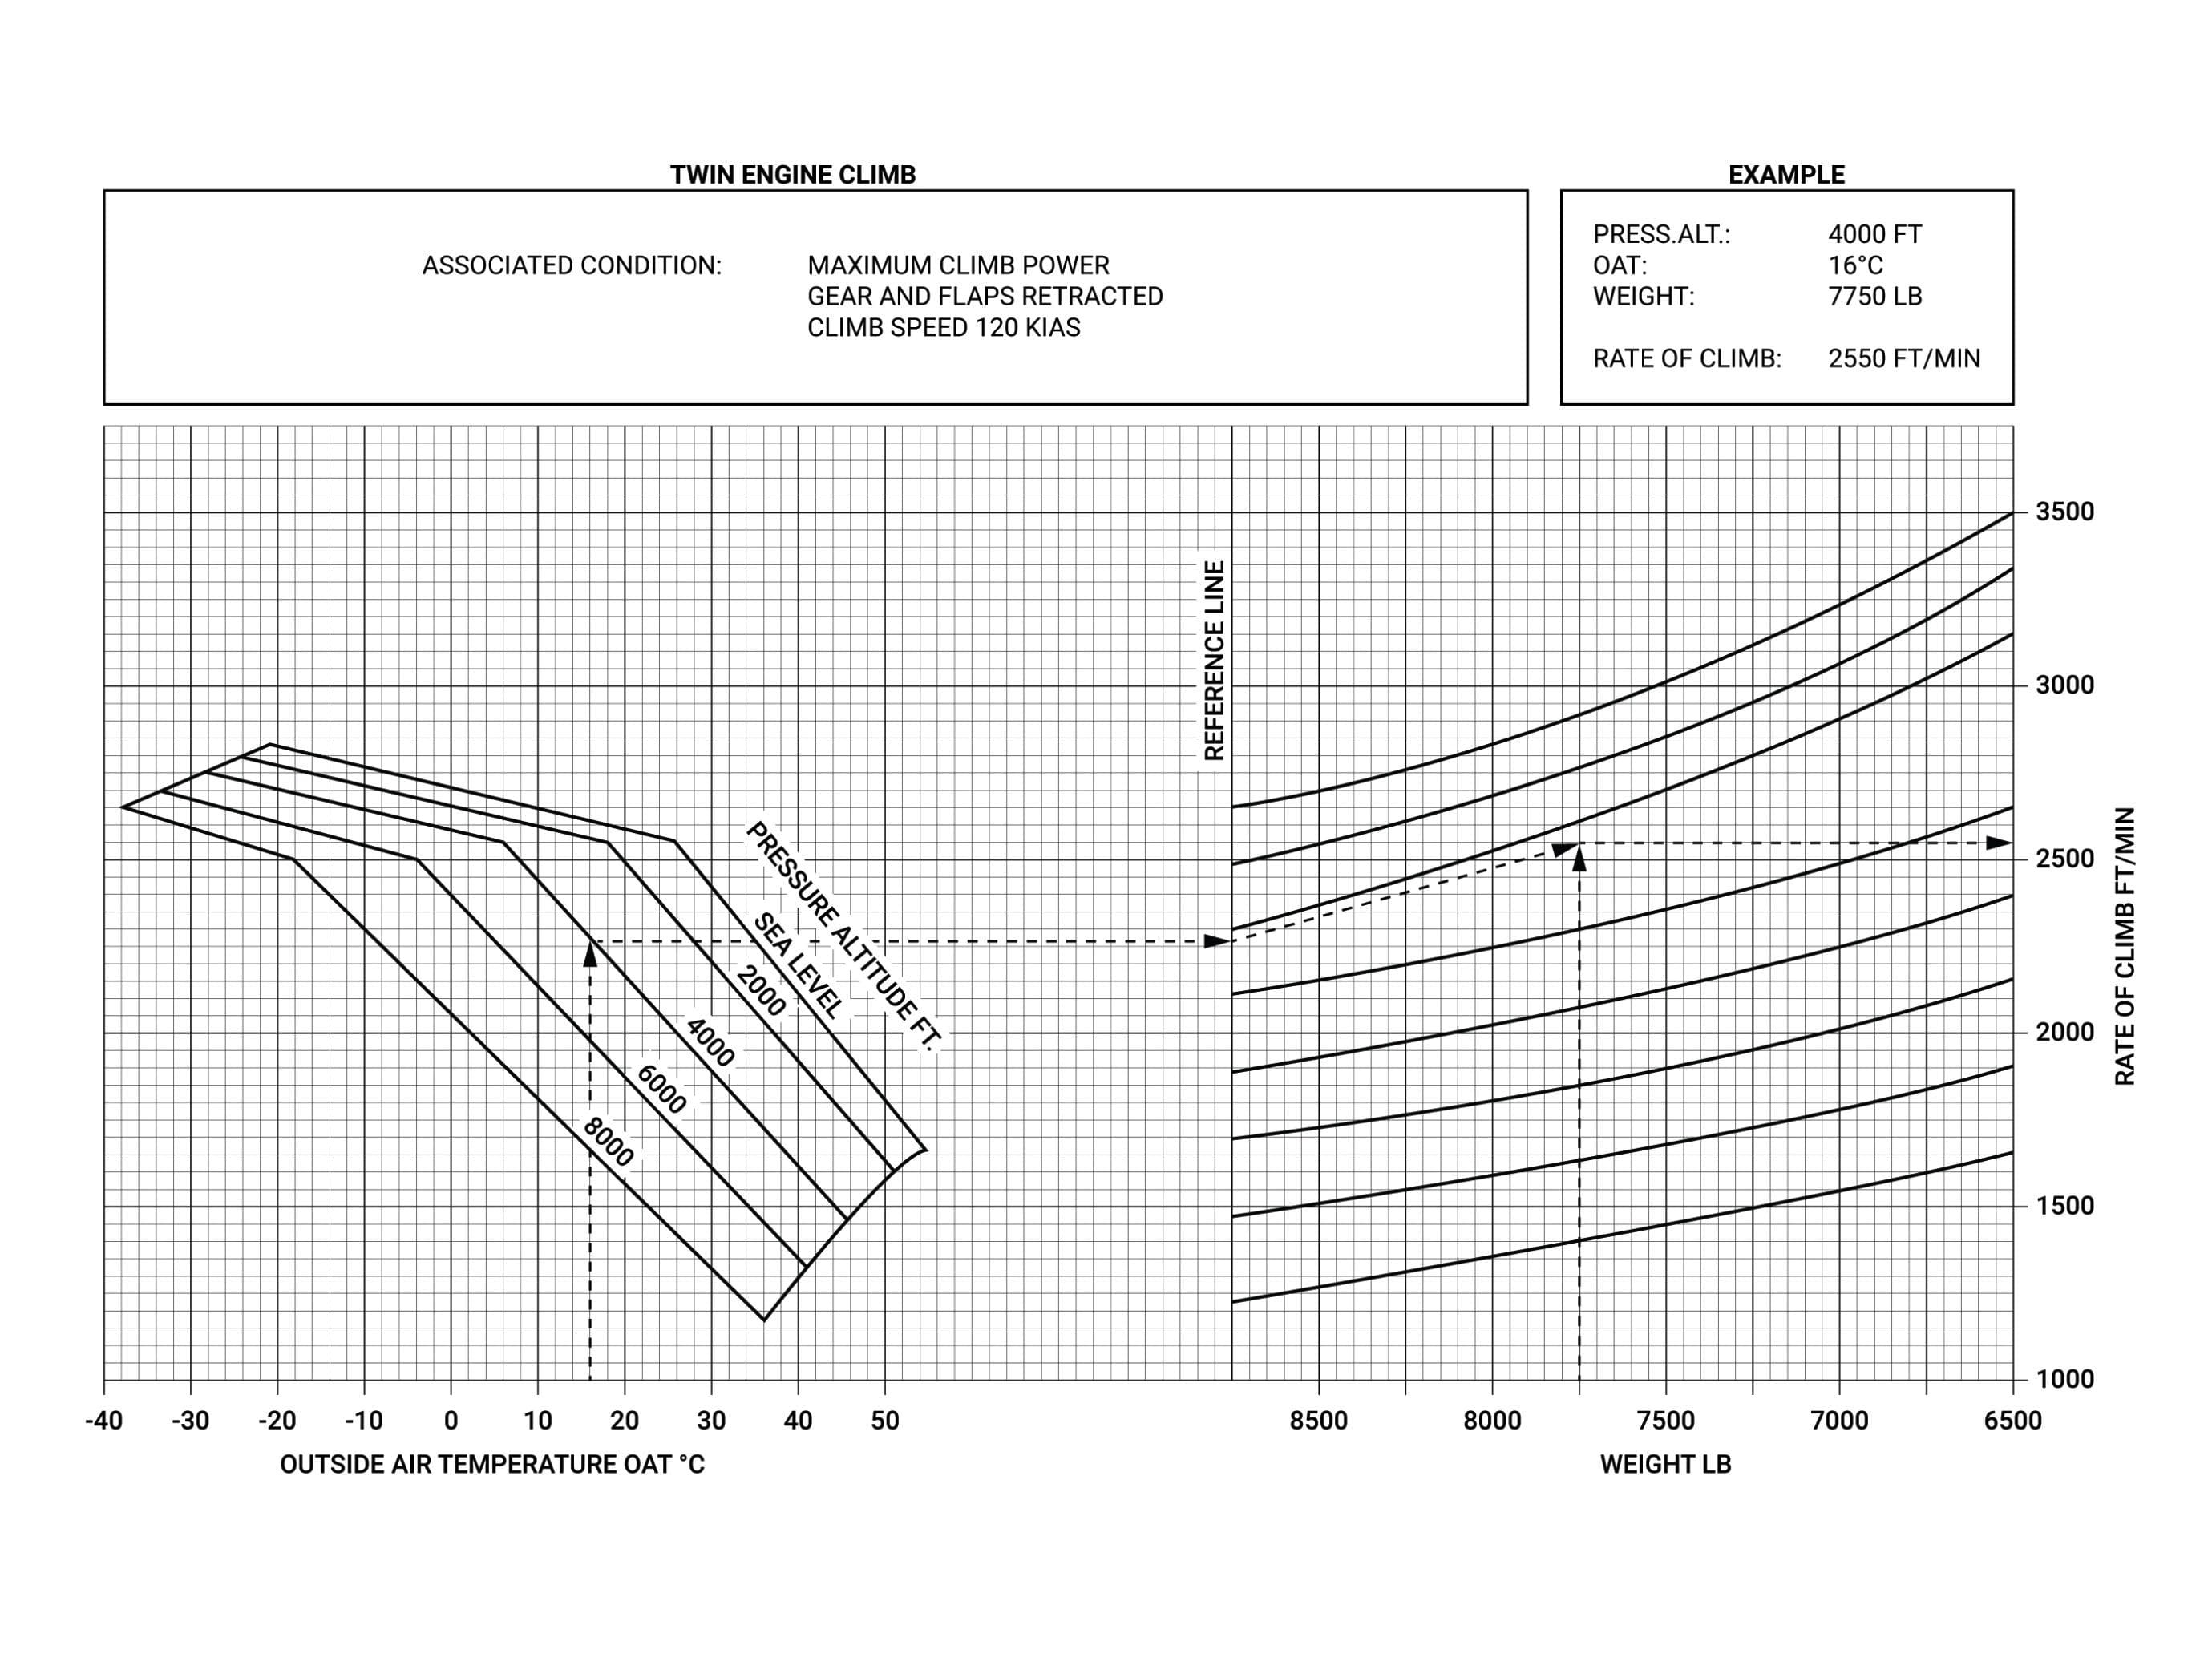 TWIN ENGINE CLIMB
ASSOCIATED CONDITION: MAXIMUM CLIMB POWER
GEAR AND FLAPS RETRACTED
CLIMB SPEED 120 KIAS
EXAMPLE
PRESS.ALT.: 4000 FT
OAT: 16°C
WEIGHT: 7750 LB
RATE OF CLIMB: 2550 FT/MIN
REFERENCE LINE
PRESSURE ALTITUDE FT.
SEA LEVEL
2000
4000
6000
8000
3500
3000
2500
2000
1500
1000
RATE OF CLIMB FT/MIN
-40 -30 -20 -10 0 10 20 30 40 50
OUTSIDE AIR TEMPERATURE OAT °C
8500 8000 7500 7000 6500
WEIGHT LB